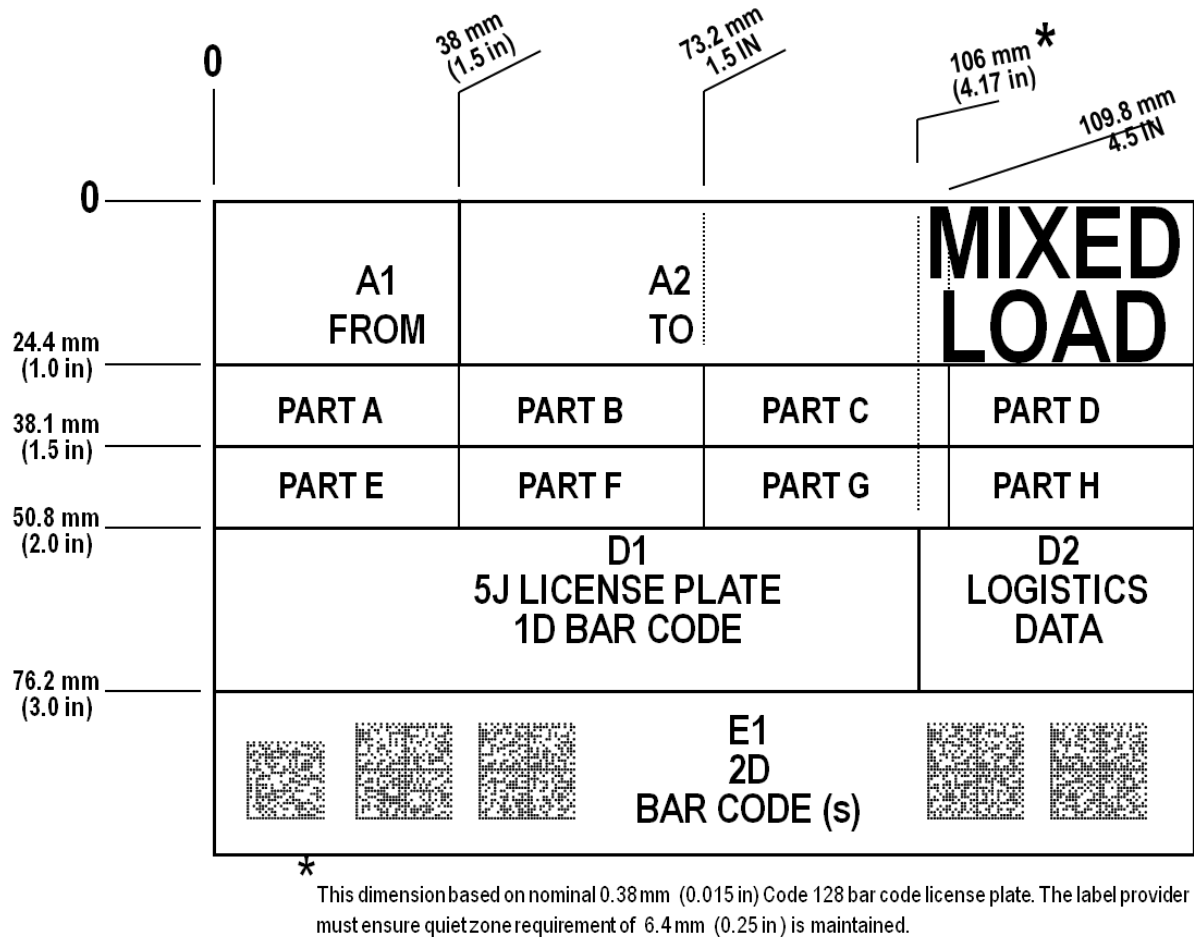 0
38 mm
(1.5 in)
73.2 mm
1.5 IN
106 mm *
(4.17 in)
109.8 mm
4.5 IN
0
A1
FROM
A2
TO
MIXED
LOAD
24.4 mm
(1.0 in)
PART A PART B PART C PART D
38.1 mm
(1.5 in)
PART E PART F PART G PART H
50.8 mm
(2.0 in)
D1
5J LICENSE PLATE
1D BAR CODE
D2
LOGISTICS
DATA
76.2 mm
(3.0 in)
E1
2D
BAR CODE (s)
*
This dimension based on nominal 0.38 mm (0.015 in) Code 128 bar code license plate. The label provider
must ensure quiet zone requirement of 6.4 mm (0.25 in ) is maintained.